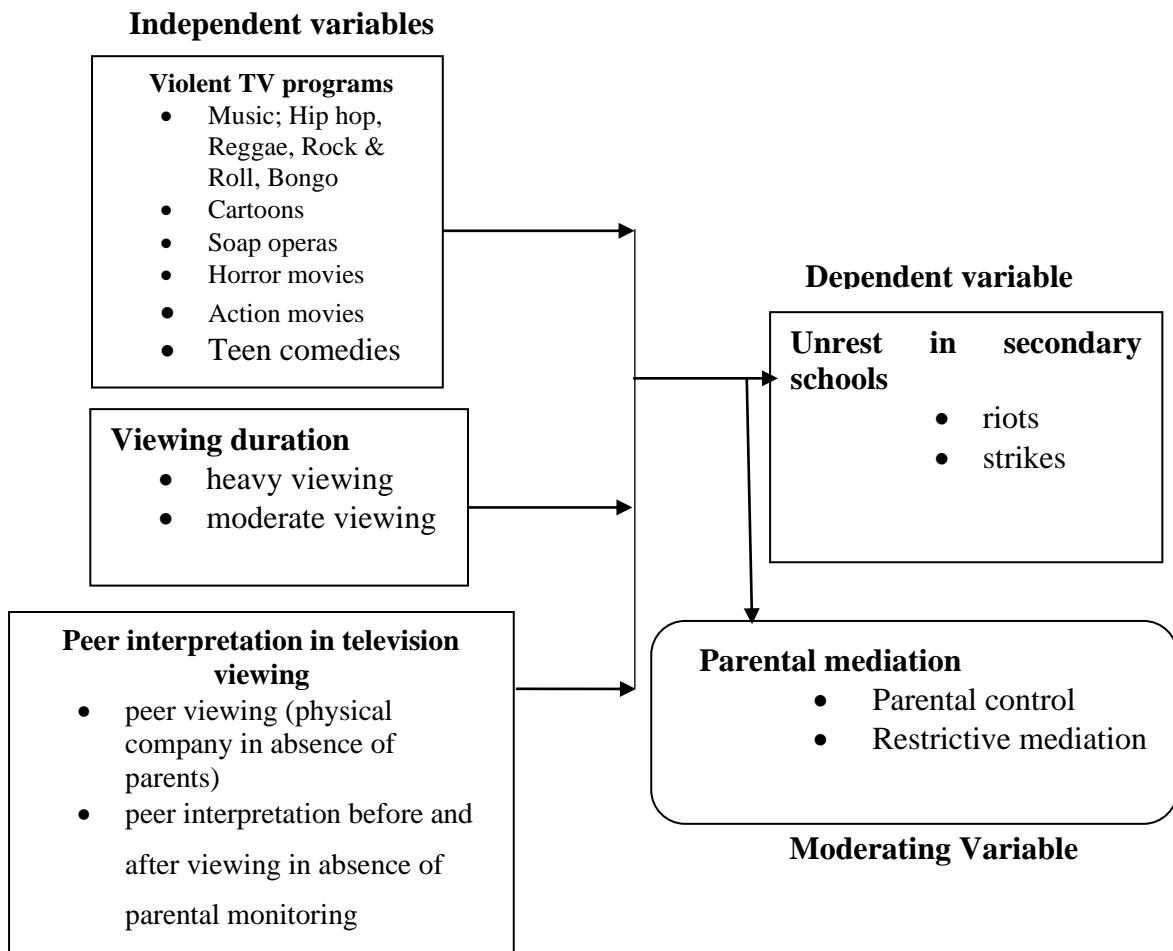 Independent variables
Violent TV programs
• Music; Hip hop,
Reggae, Rock &
Roll, Bongo
• Cartoons
• Soap operas
• Horror movies
• Action movies
• Teen comedies
Viewing duration
• heavy viewing
• moderate viewing
Peer interpretation in television
viewing
• peer viewing (physical
company in absence of
parents)
• peer interpretation before and
after viewing in absence of
parental monitoring
Dependent variable
Unrest in secondary
schools
• riots
• strikes
Parental mediation
• Parental control
• Restrictive mediation
Moderating Variable